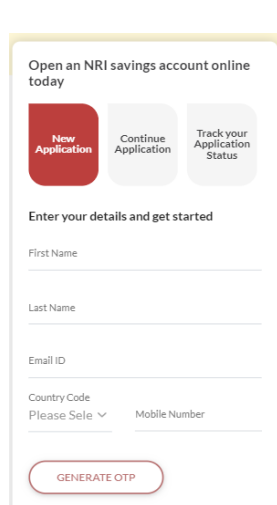 Open an NRI savings account online
today
New
Application
Continue
Application
Track your
Application
Status
Enter your details and get started
First Name
Last Name
Email ID
Country Code
Please Sele
Mobile Number
GENERATE OTP